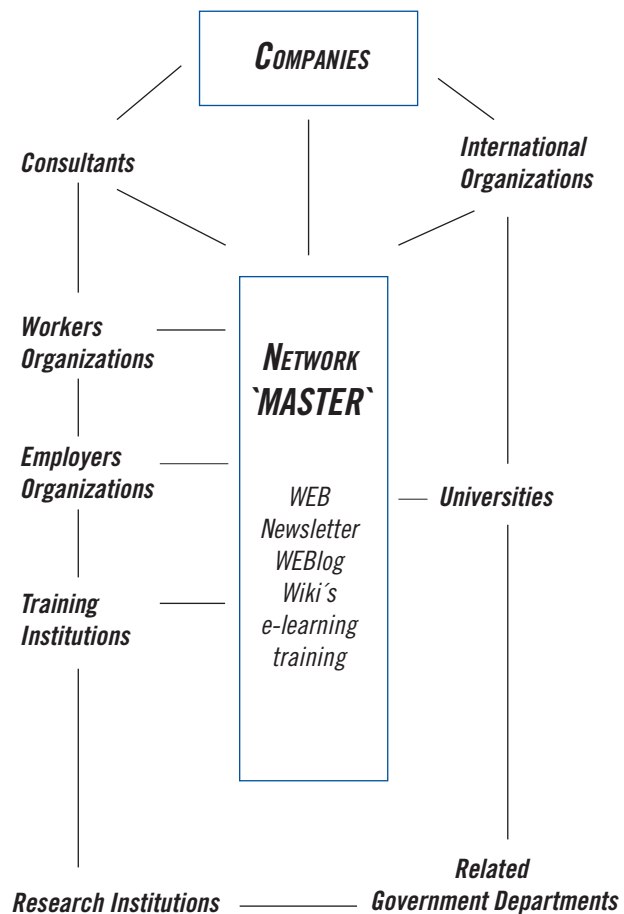 COMPANIES
Consultants
International
Organizations
Workers
Organizations
NETWORK
`MASTER`
Employers
Organizations
WEB
Newsletter
WEBlog
Wiki´s
e-learning
training
Universities
Training
Institutions
Related
Government Departments
Research Institutions